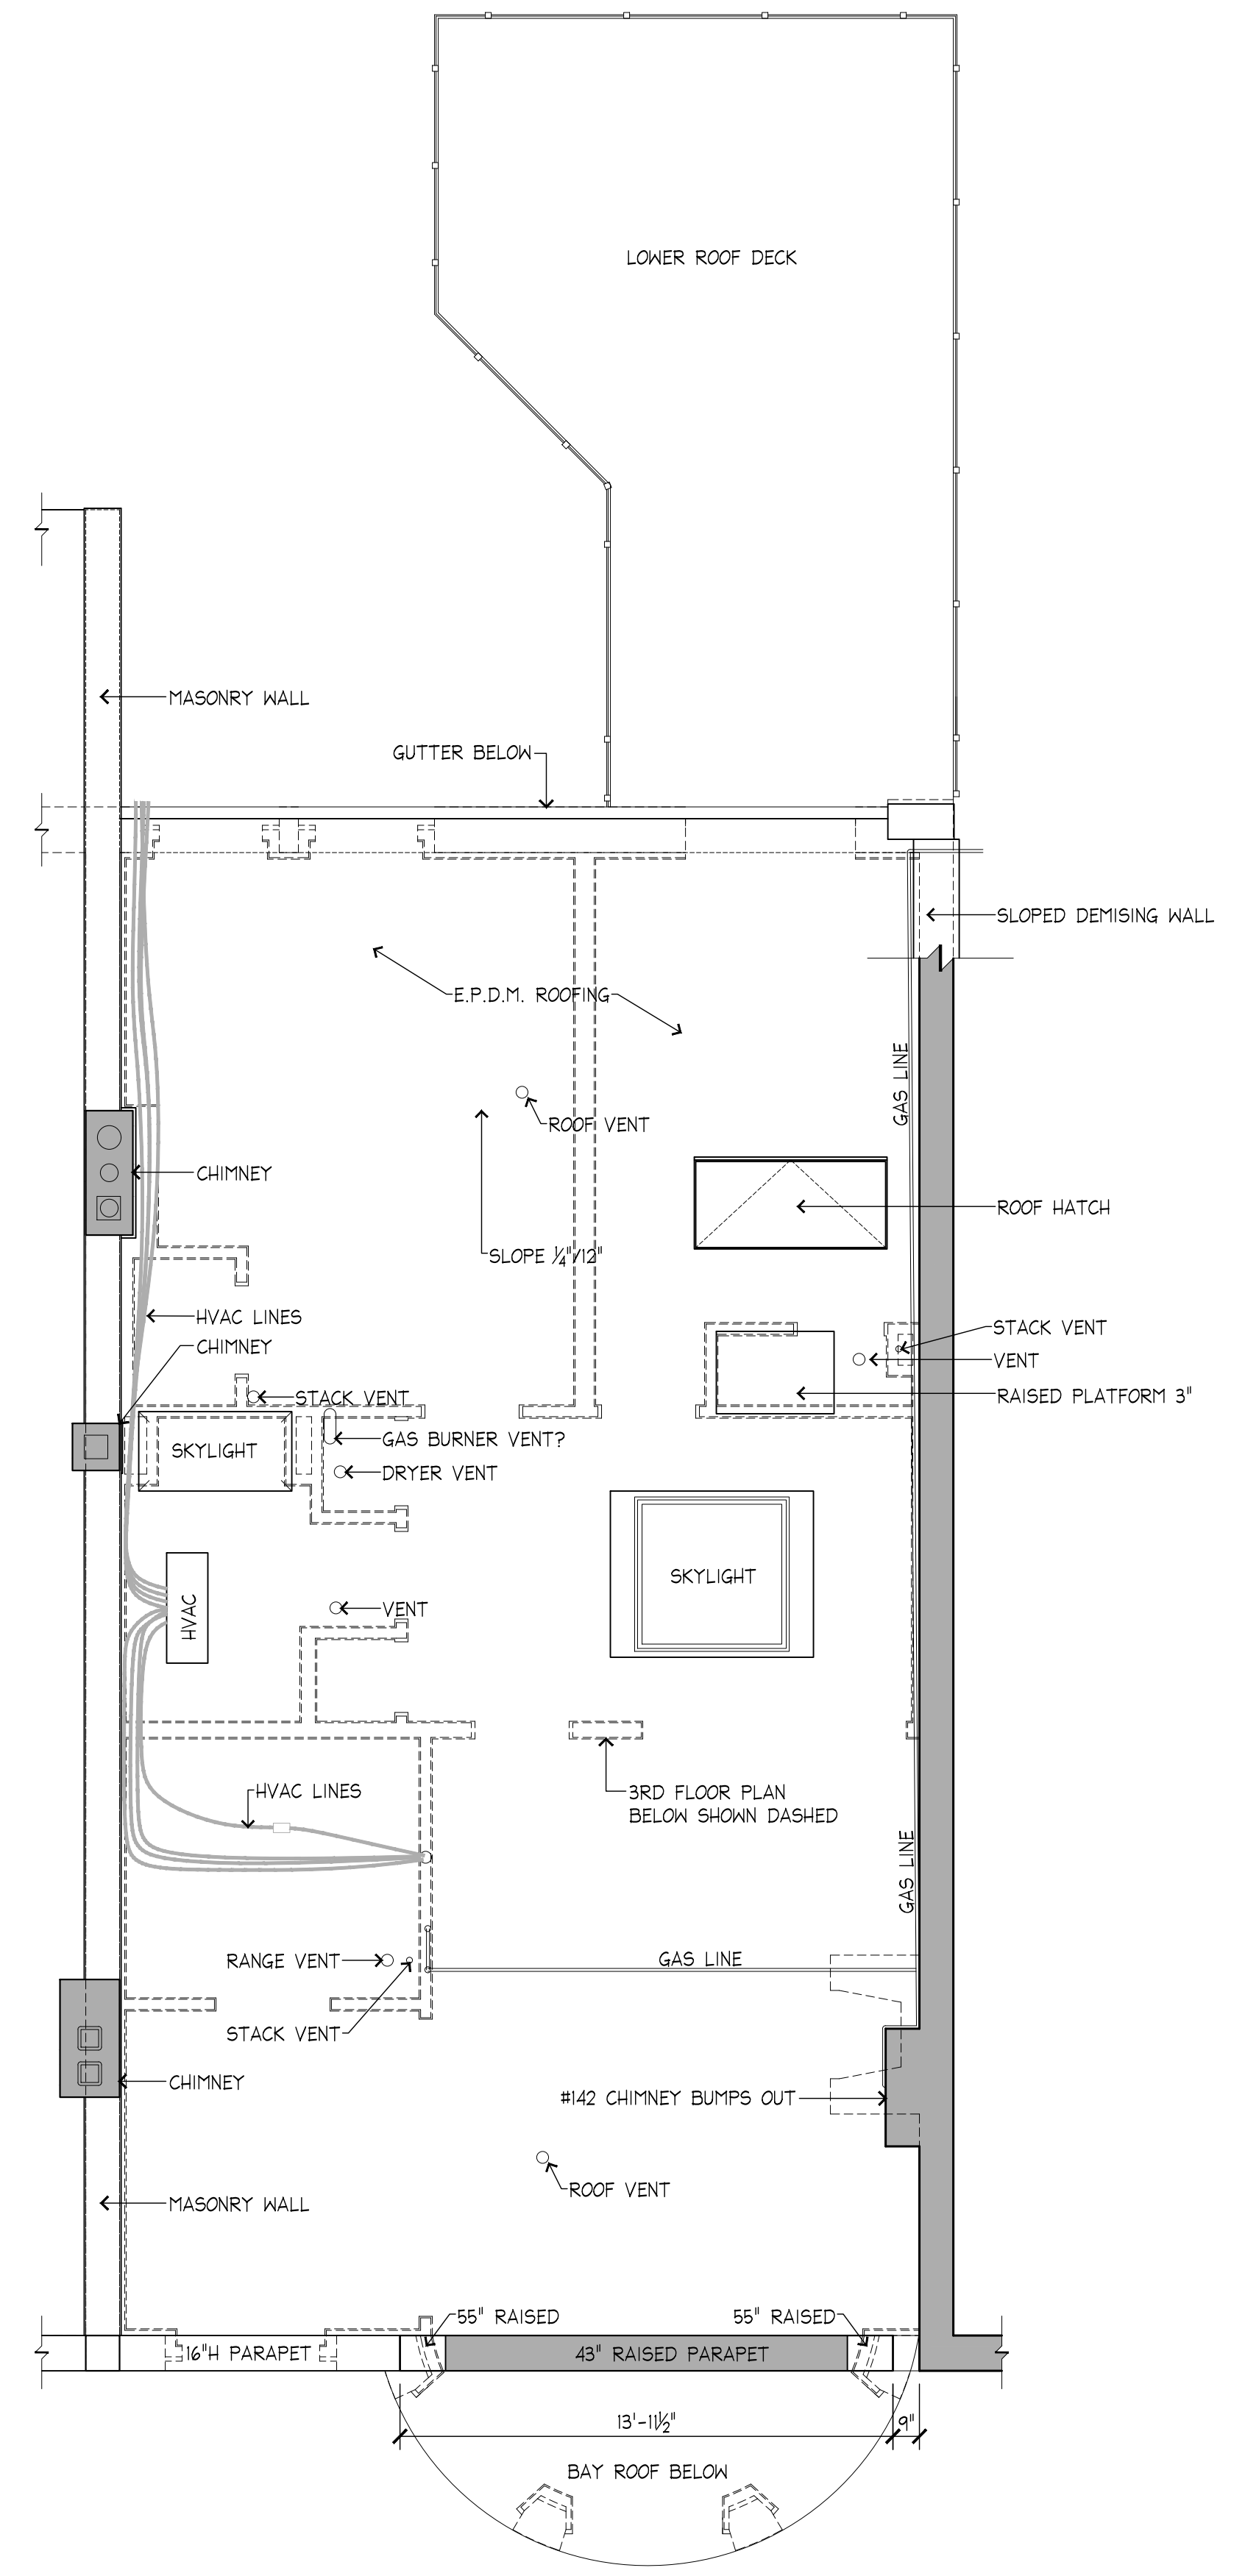 LOWER ROOF DECK
MASONRY WALL
GUTTER BELOW
SLOPED DEMISING WALL
E.P.D.M. ROOFING
GAS LINE
ROOF VENT
CHIMNEY
ROOF HATCH
SLOPE ¼"/12"
HVAC LINES
STACK VENT
CHIMNEY
VENT
STACK VENT
RAISED PLATFORM 3"
GAS BURNER VENT?
SKYLIGHT
DRYER VENT
SKYLIGHT
HVAC
VENT
HVAC LINES
3RD FLOOR PLAN
BELOW SHOWN DASHED
GAS LINE
RANGE VENT
GAS LINE
STACK VENT
CHIMNEY
#142 CHIMNEY BUMPS OUT
ROOF VENT
MASONRY WALL
55" RAISED
55" RAISED
16"H PARAPET
43" RAISED PARAPET
13'-11½"
9"
BAY ROOF BELOW